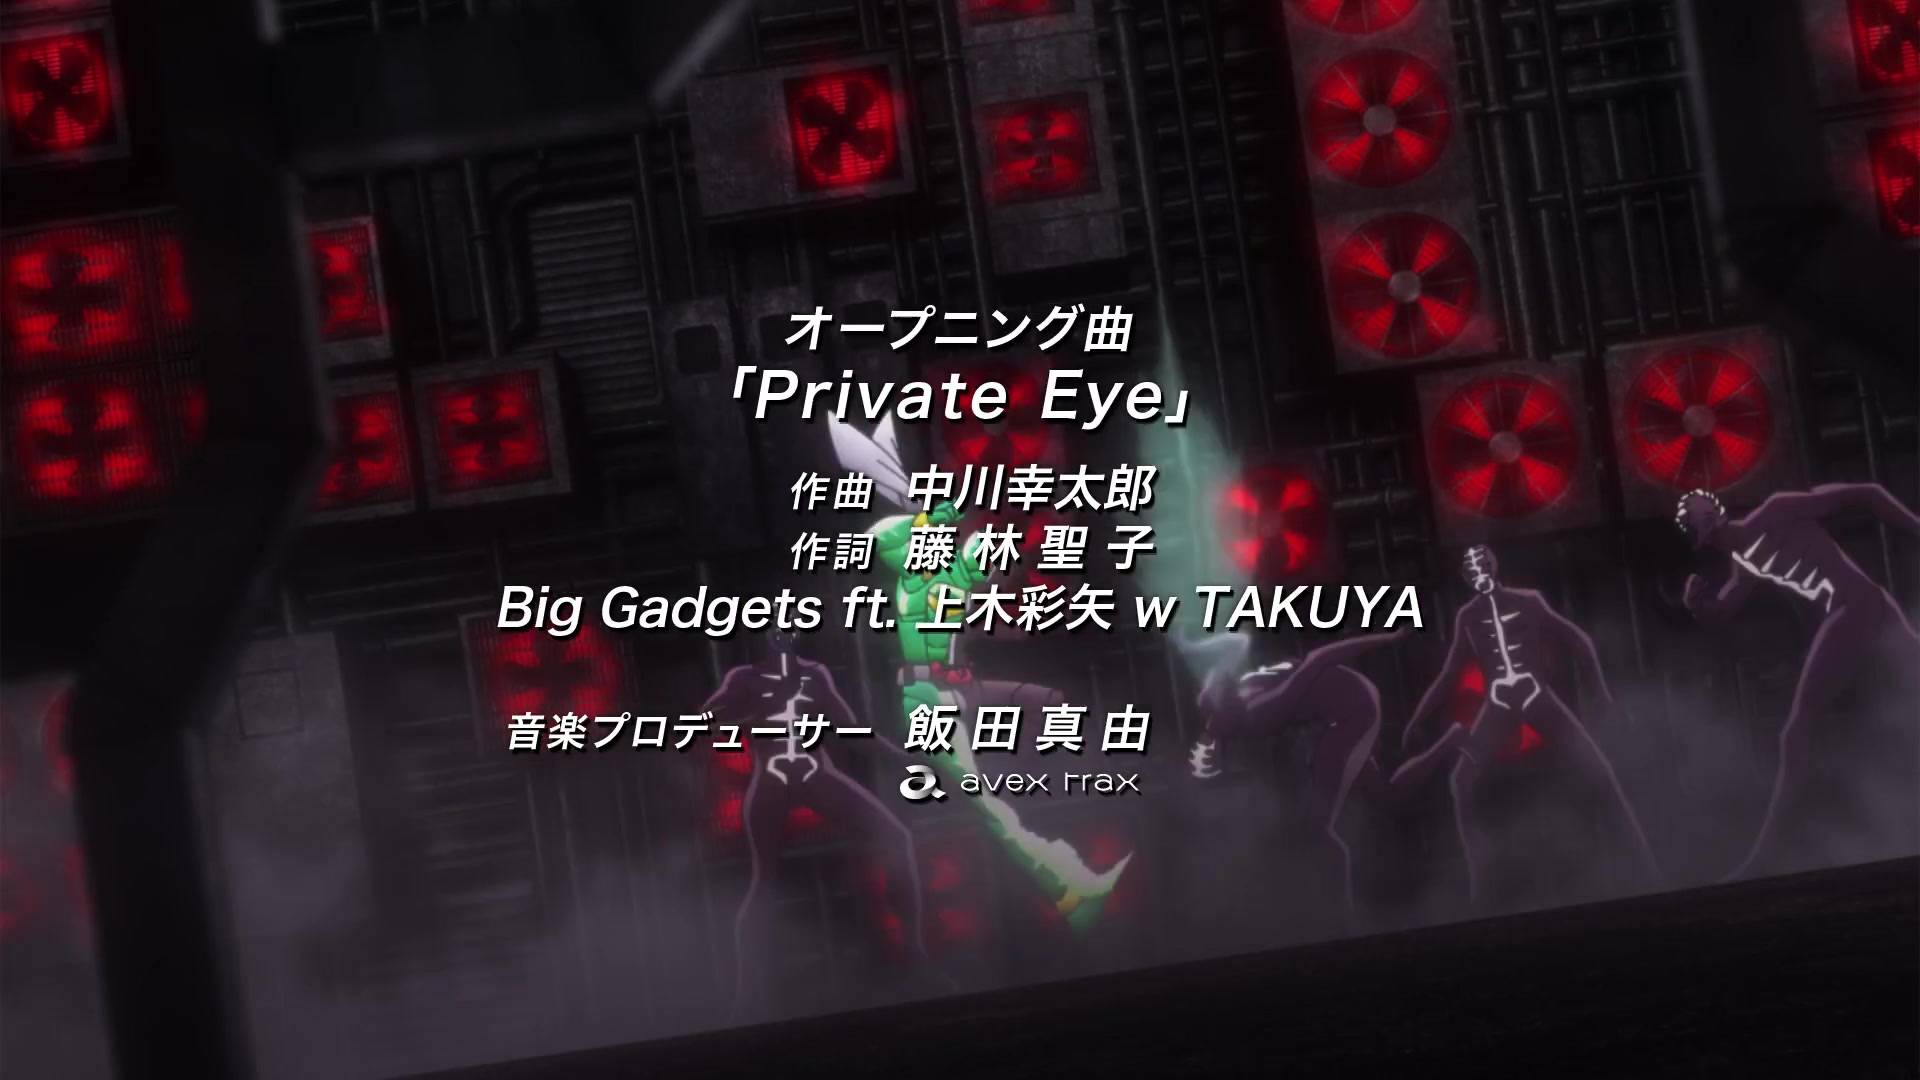 オープニング曲
「Private Eye」
作曲 中川幸太郎
作詞 藤林聖子
Big Gadgets ft. 上木彩矢 w TAKUYA
音楽プロデューサー 飯田真由
avex trax